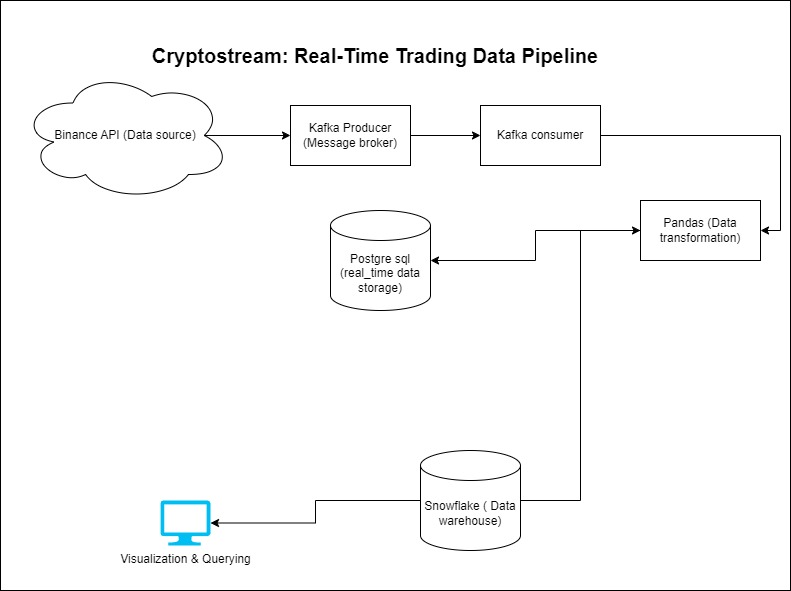 Cryptostream: Real-Time Trading Data Pipeline
Binance API (Data source)
Kafka Producer
(Message broker)
Kafka consumer
Pandas (Data
transformation)
Postgre sql
(real_time data
storage)
Snowflake ( Data
warehouse)
Visualization & Querying